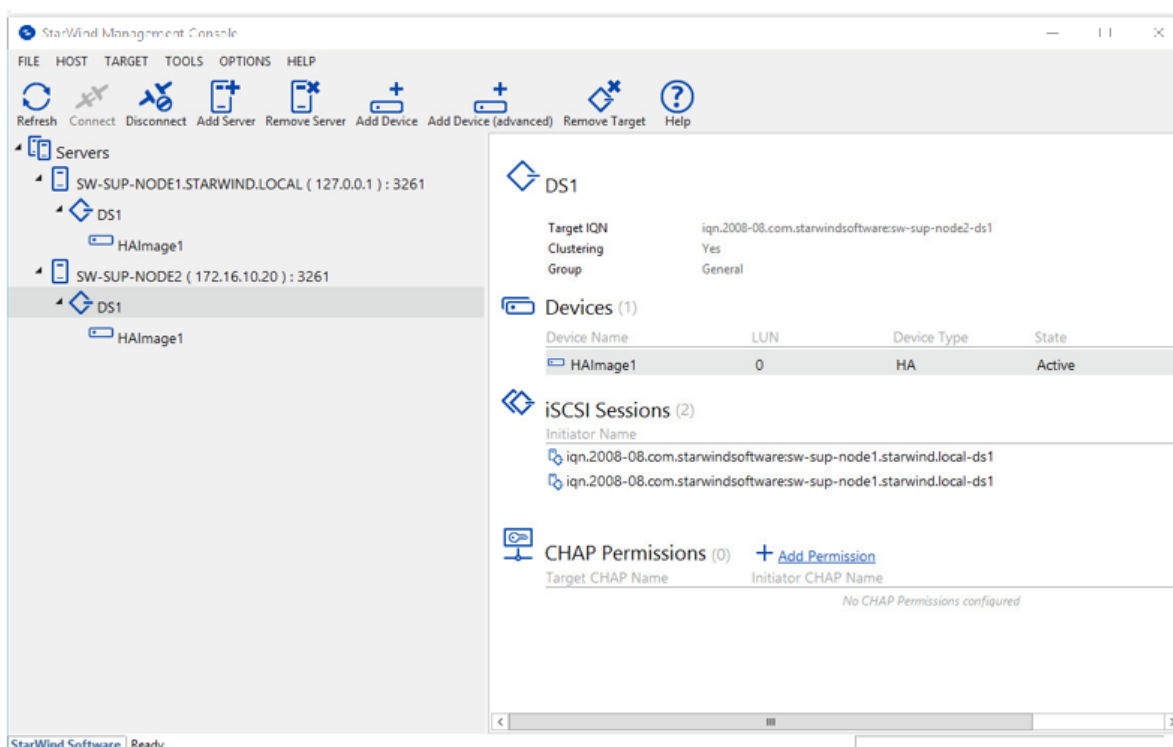 StarWind Management Console
FILE HOST TARGET TOOLS OPTIONS HELP
Refresh Connect Disconnect Add Server Remove Server Add Device Add Device (advanced) Remove Target Help
Servers
SW-SUP-NODE1.STARWIND.LOCAL ( 127.0.0.1 ) : 3261
DS1
HAImage1
SW-SUP-NODE2 ( 172.16.10.20 ) : 3261
DS1
HAImage1
DS1
Target IQN iqn.2008-08.com.starwindsoftware:sw-sup-node2-ds1
Clustering Yes
Group General
Devices (1)
Device Name LUN Device Type State
HAImage1 0 HA Active
iSCSI Sessions (2)
Initiator Name
iqn.2008-08.com.starwindsoftware:sw-sup-node1.starwind.local-ds1
iqn.2008-08.com.starwindsoftware:sw-sup-node1.starwind.local-ds1
CHAP Permissions (0) + Add Permission
Target CHAP Name Initiator CHAP Name
No CHAP Permissions configured
StarWind Software Ready